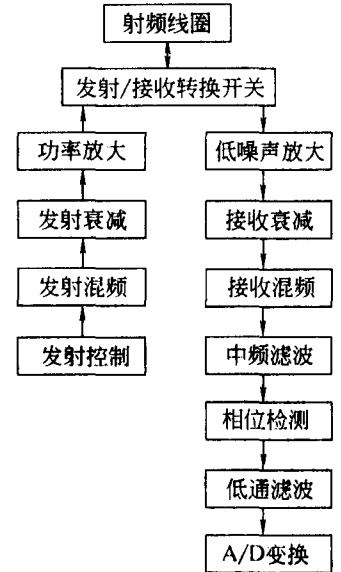 射频线圈
发射/接收转换开关
功率放大
低噪声放大
发射衰减
接收衰减
发射混频
接收混频
发射控制
中频滤波
相位检测
低通滤波
A/D变换